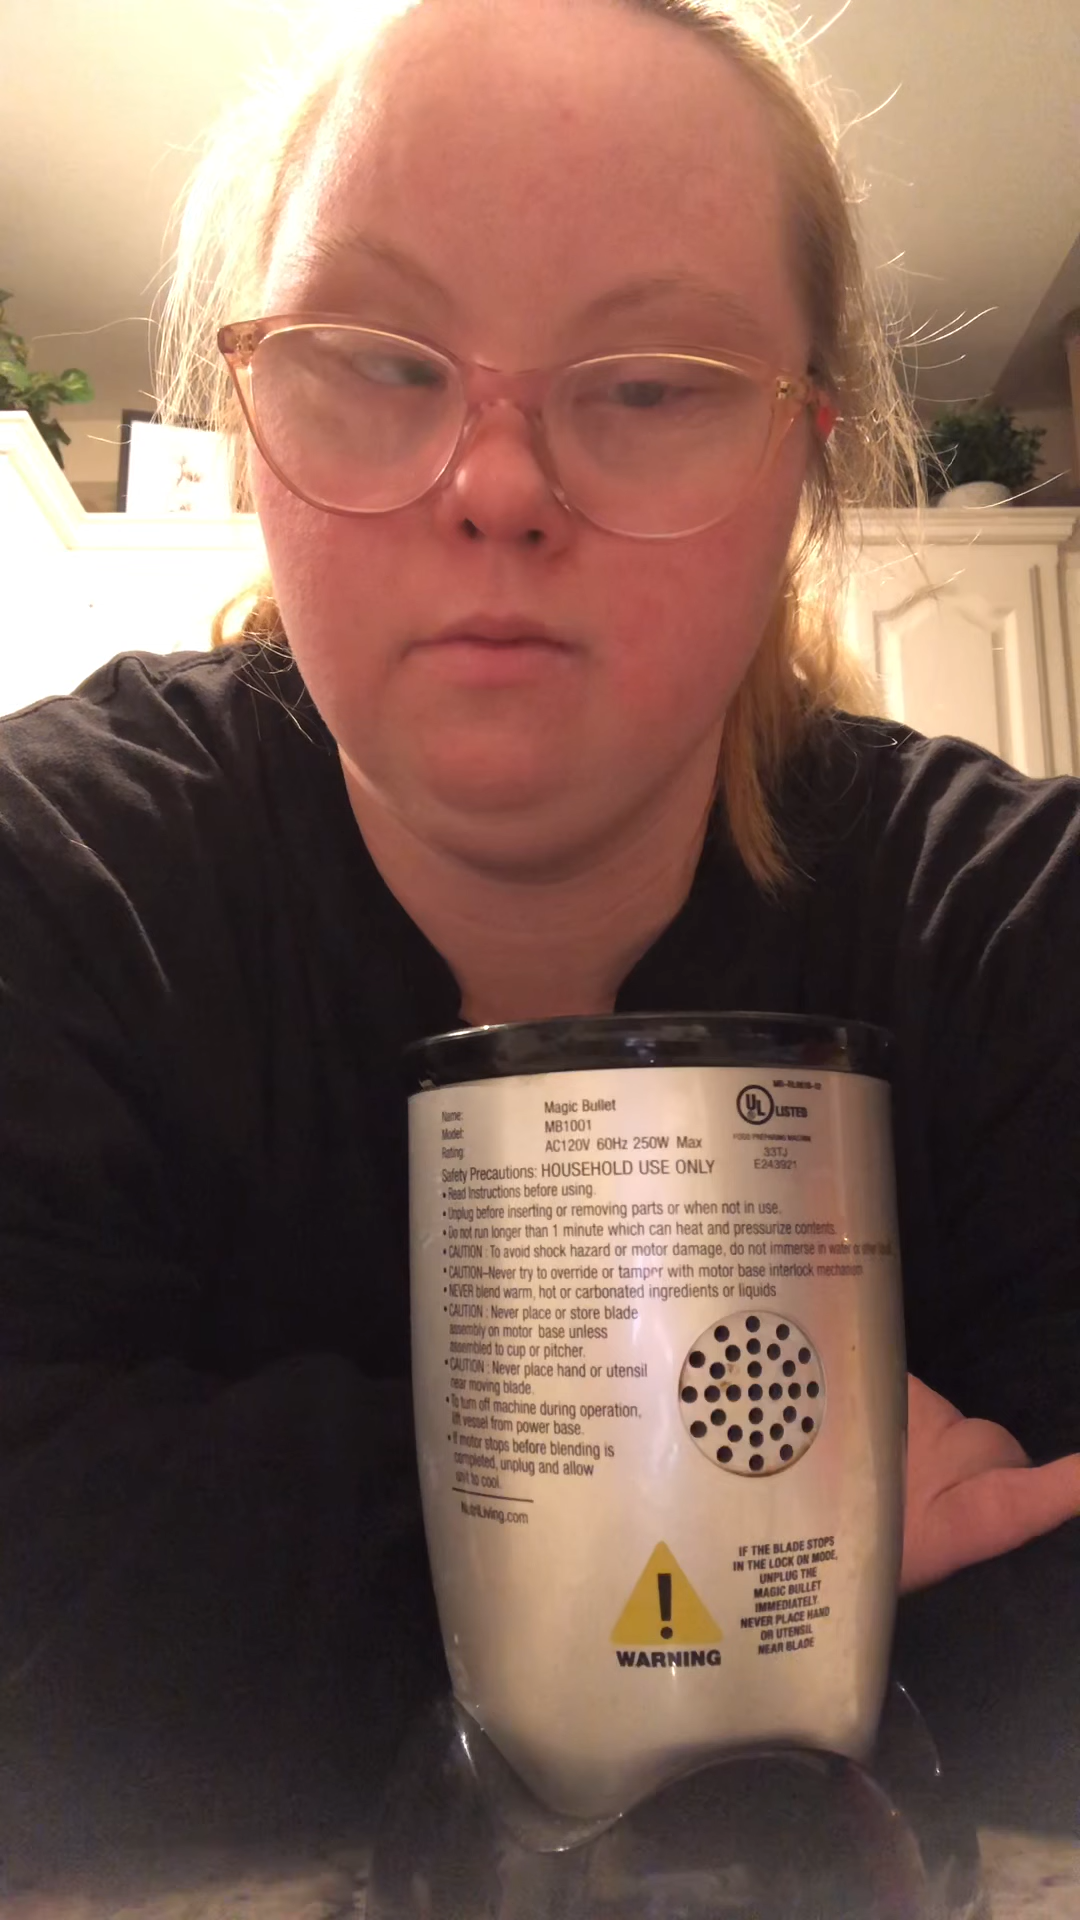 Name: Magic Bullet
Model: MB1001
Rating: AC120V 60Hz 250W Max
UL LISTED
FOOD PREPARING MACHINE
33TJ
E243921
Safety Precautions: HOUSEHOLD USE ONLY
• Read Instructions before using.
• Unplug before inserting or removing parts or when not in use.
• Do not run longer than 1 minute which can heat and pressurize contents.
• CAUTION : To avoid shock hazard or motor damage, do not immerse in water or other
• CAUTION–Never try to override or tamper with motor base interlock mechanism
• NEVER blend warm, hot or carbonated ingredients or liquids
• CAUTION : Never place or store blade
assembly on motor base unless
assembled to cup or pitcher.
• CAUTION : Never place hand or utensil
near moving blade.
• To turn off machine during operation,
lift vessel from power base.
• If motor stops before blending is
completed, unplug and allow
unit to cool.
NutriLiving.com
WARNING
IF THE BLADE STOPS
IN THE LOCK ON MODE,
UNPLUG THE
MAGIC BULLET
IMMEDIATELY.
NEVER PLACE HAND
OR UTENSIL
NEAR BLADE